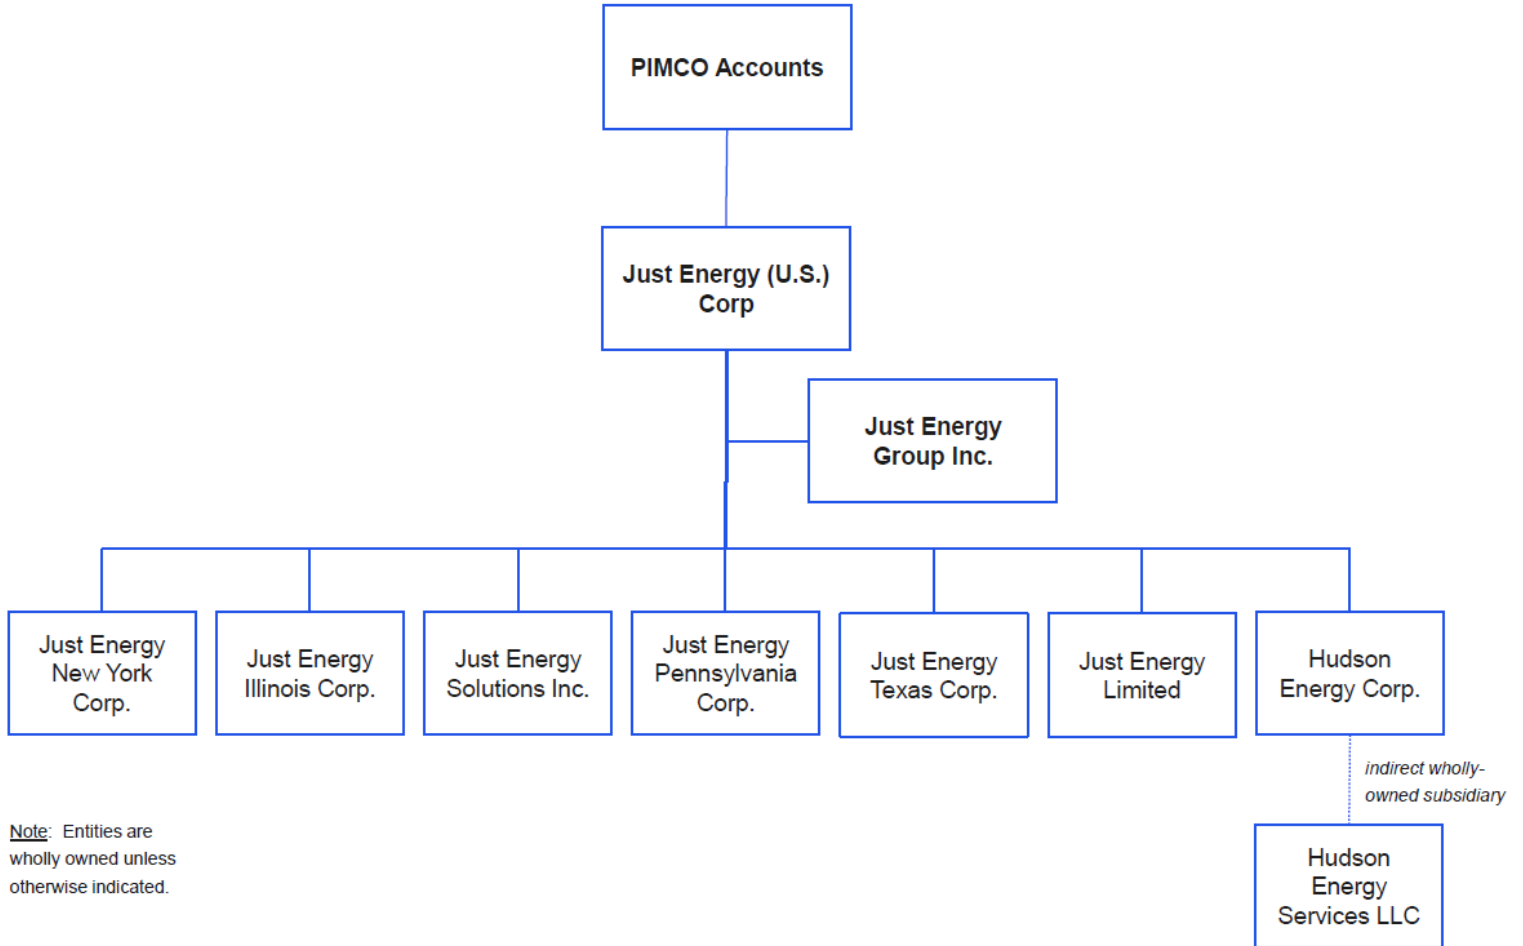 PIMCO Accounts
Just Energy (U.S.)
Corp
Just Energy
Group Inc.
Just Energy
New York
Corp.
Just Energy
Illinois Corp.
Just Energy
Solutions Inc.
Just Energy
Pennsylvania
Corp.
Just Energy
Texas Corp.
Just Energy
Limited
Hudson
Energy Corp.
indirect wholly-
owned subsidiary
Note:  Entities are
wholly owned unless
otherwise indicated.
Hudson
Energy
Services LLC